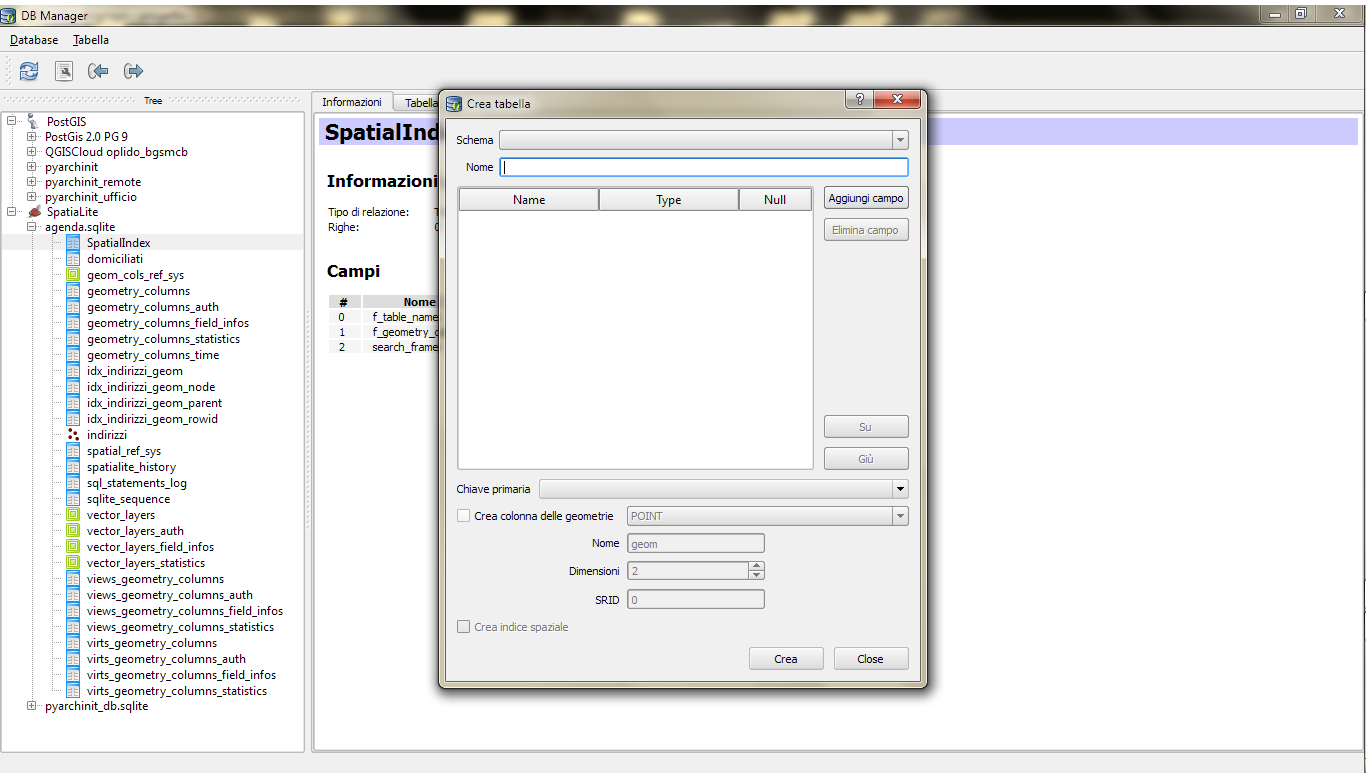 DB Manager
Database Tabella
Tree
PostGIS
PostGis 2.0 PG 9
QGISCloud oplido_bgsmcb
pyarchinit
pyarchinit_remote
pyarchinit_ufficio
SpatiaLite
agenda.sqlite
SpatialIndex
domiciliati
geom_cols_ref_sys
geometry_columns
geometry_columns_auth
geometry_columns_field_infos
geometry_columns_statistics
geometry_columns_time
idx_indirizzi_geom
idx_indirizzi_geom_node
idx_indirizzi_geom_parent
idx_indirizzi_geom_rowid
indirizzi
spatial_ref_sys
spatialite_history
sql_statements_log
sqlite_sequence
vector_layers
vector_layers_auth
vector_layers_field_infos
vector_layers_statistics
views_geometry_columns
views_geometry_columns_auth
views_geometry_columns_field_infos
views_geometry_columns_statistics
virts_geometry_columns
virts_geometry_columns_auth
virts_geometry_columns_field_infos
virts_geometry_columns_statistics
pyarchinit_db.sqlite
Informazioni Tabella
SpatialInd
Informazioni
Tipo di relazione:
Righe:
Campi
# Nome
0 f_table_name
1 f_geometry_
2 search_frame
Crea tabella
?
Schema
Nome
Name Type Null
Aggiungi campo
Elimina campo
Su
Giù
Chiave primaria
Crea colonna delle geometrie POINT
Nome geom
Dimensioni 2
SRID 0
Crea indice spaziale
Crea Close